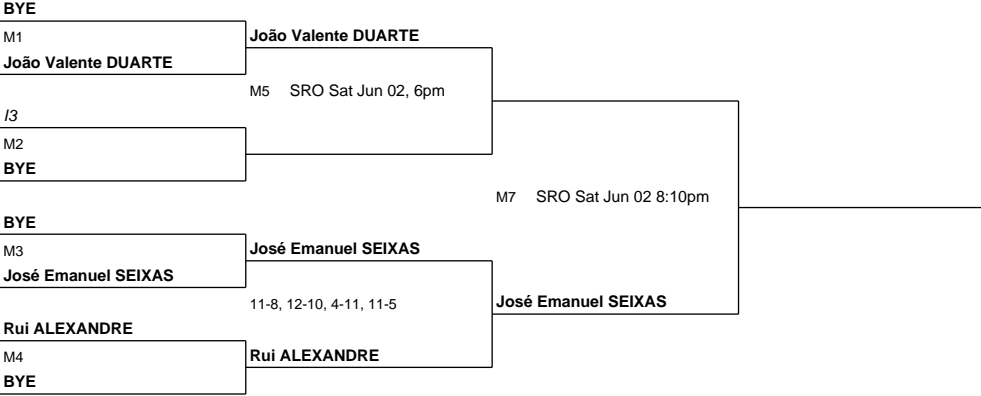 BYE
M1
João Valente DUARTE
João Valente DUARTE
M5 SRO Sat Jun 02, 6pm
I3
M2
BYE
M7 SRO Sat Jun 02 8:10pm
BYE
M3
José Emanuel SEIXAS
José Emanuel SEIXAS
11-8, 12-10, 4-11, 11-5
José Emanuel SEIXAS
Rui ALEXANDRE
M4
Rui ALEXANDRE
BYE